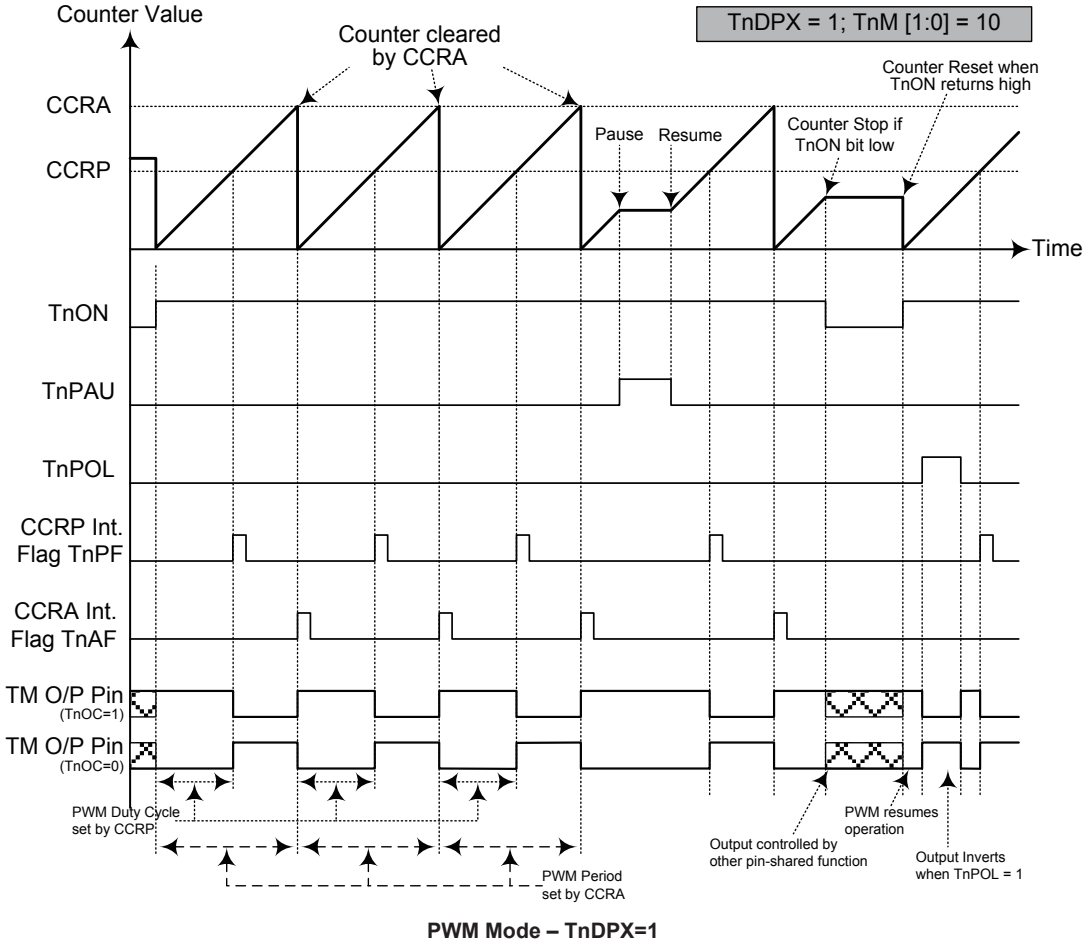 Counter Value
TnDPX = 1; TnM [1:0] = 10
Counter cleared
by CCRA
Counter Reset when
TnON returns high
CCRA
Pause
Resume
Counter Stop if
TnON bit low
CCRP
Time
TnON
TnPAU
TnPOL
CCRP Int.
Flag TnPF
CCRA Int.
Flag TnAF
TM O/P Pin
(TnOC=1)
TM O/P Pin
(TnOC=0)
PWM Duty Cycle
set by CCRP
PWM resumes
operation
Output controlled by
other pin-shared function
Output Inverts
when TnPOL = 1
PWM Period
set by CCRA
PWM Mode – TnDPX=1